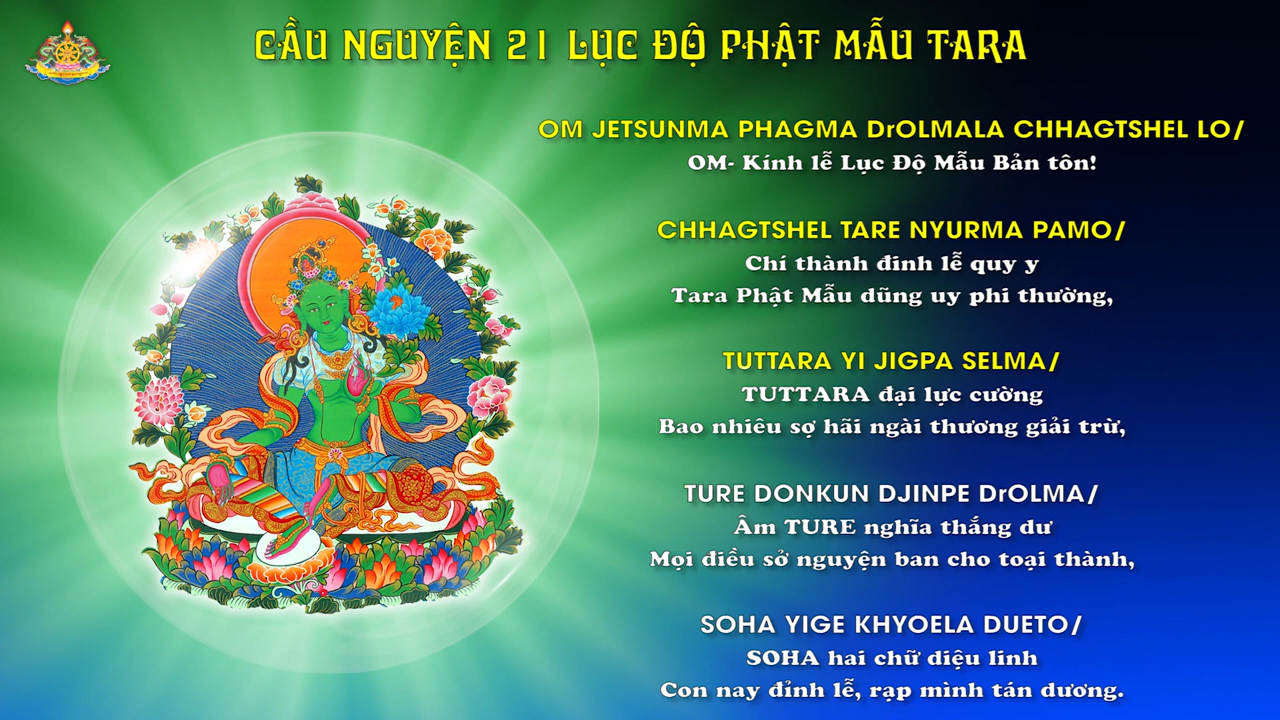 CẦU NGUYỆN 21 LỤC ĐỘ PHẬT MẪU TARA
OM JETSUNMA PHAGMA DrOLMALA CHHAGTSHEL LO/
OM- Kính lễ Lục Độ Mẫu Bản tôn!
CHHAGTSHEL TARE NYURMA PAMO/
Chí thành đỉnh lễ quy y
Tara Phật Mẫu dũng uy phi thường,
TUTTARA YI JIGPA SELMA/
TUTTARA đại lực cường
Bao nhiêu sợ hãi ngài thương giải trừ,
TURE DONKUN DJINPE DrOLMA/
Âm TURE nghĩa thắng dư
Mọi điều sở nguyện ban cho toại thành,
SOHA YIGE KHYOELA DUETO/
SOHA hai chữ diệu linh
Con nay đỉnh lễ, rạp mình tán dương.